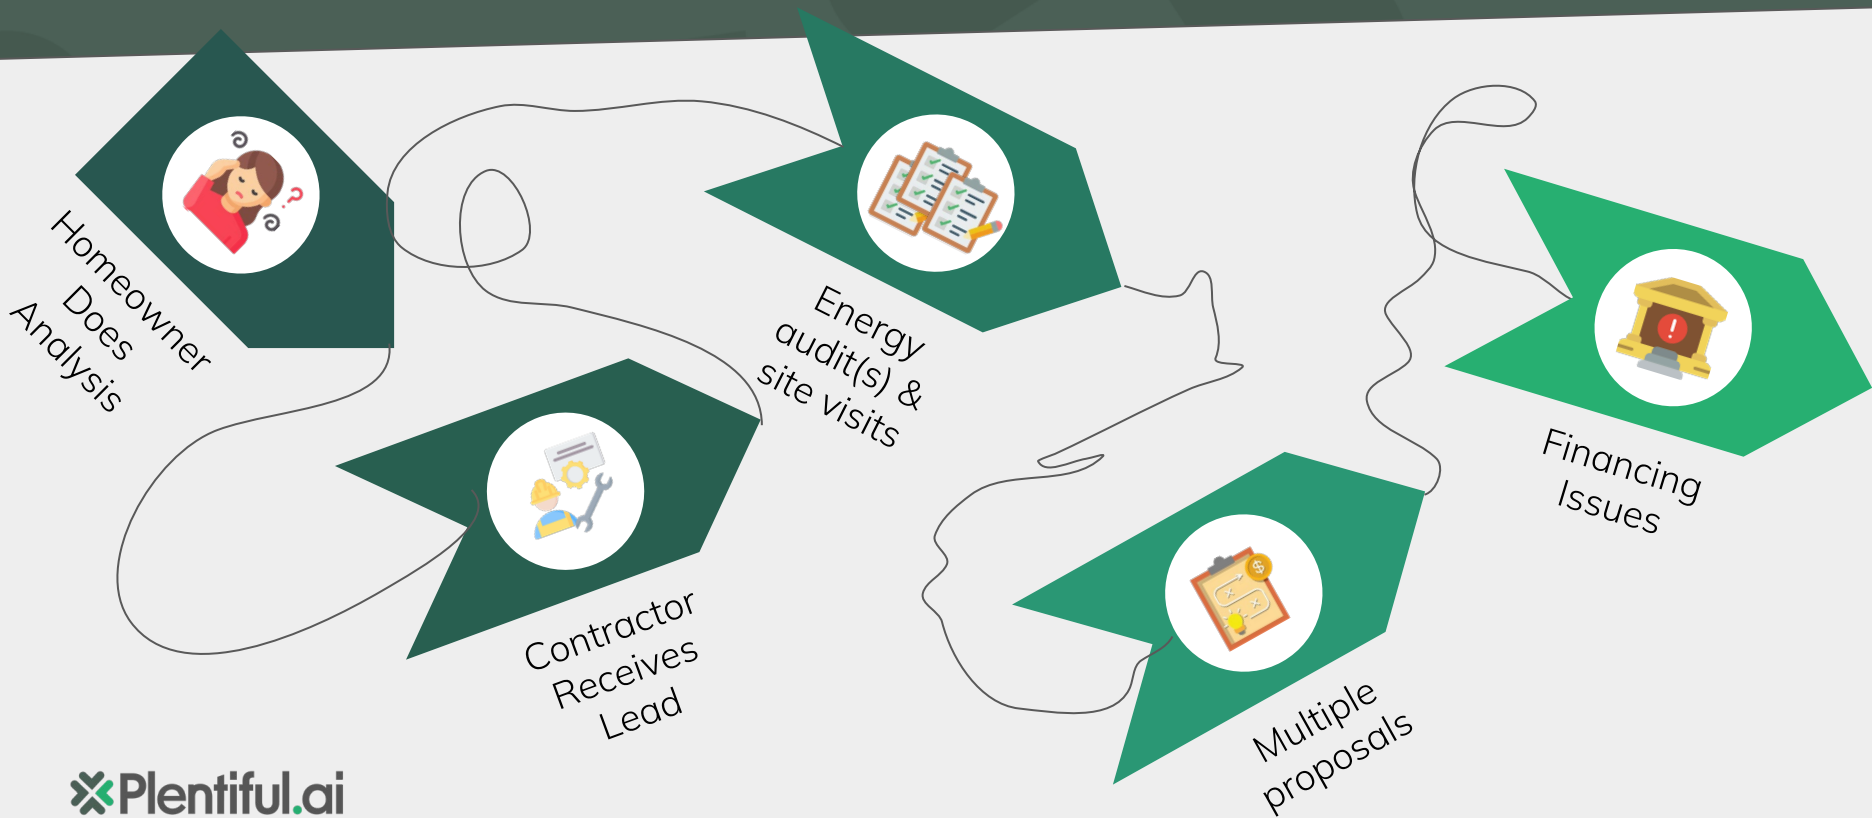 Homeowner
Does
Analysis
Contractor
Receives
Lead
Energy
audit(s) &
site visits
Multiple
proposals
Financing
Issues
Plentiful.ai